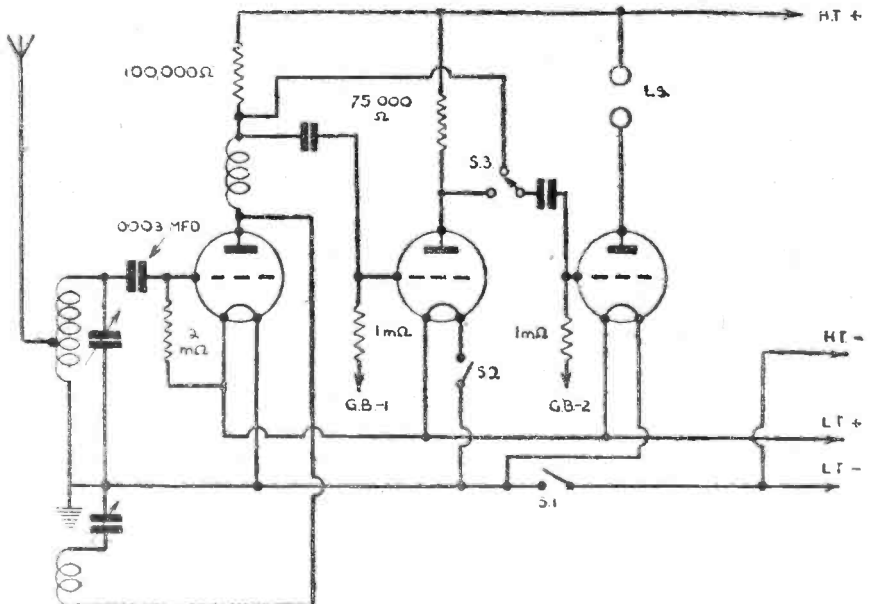 H.T +
100,000Ω
75 000
Ω
L.S.
S.3
0003 MFD
2
mΩ
1mΩ
S2
1mΩ
H.T. -
G.B.-1
G.B-2
L T +
L T -
S.1